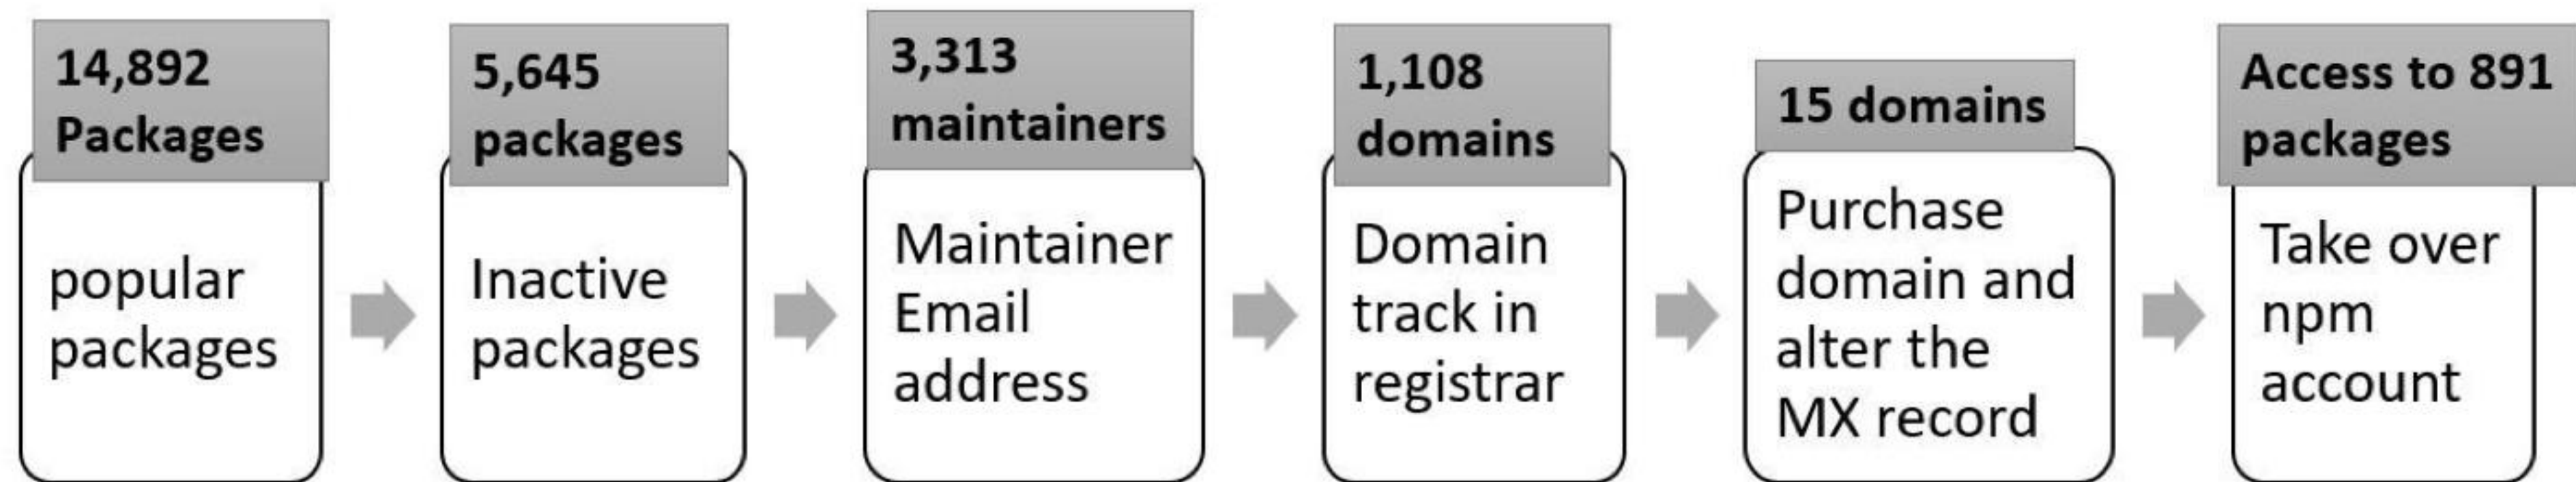 14,892
Packages
popular
packages
5,645
packages
Inactive
packages
3,313
maintainers
Maintainer
Email
address
1,108
domains
Domain
track in
registrar
15 domains
Purchase
domain and
alter the
MX record
Access to 891
packages
Take over
npm
account